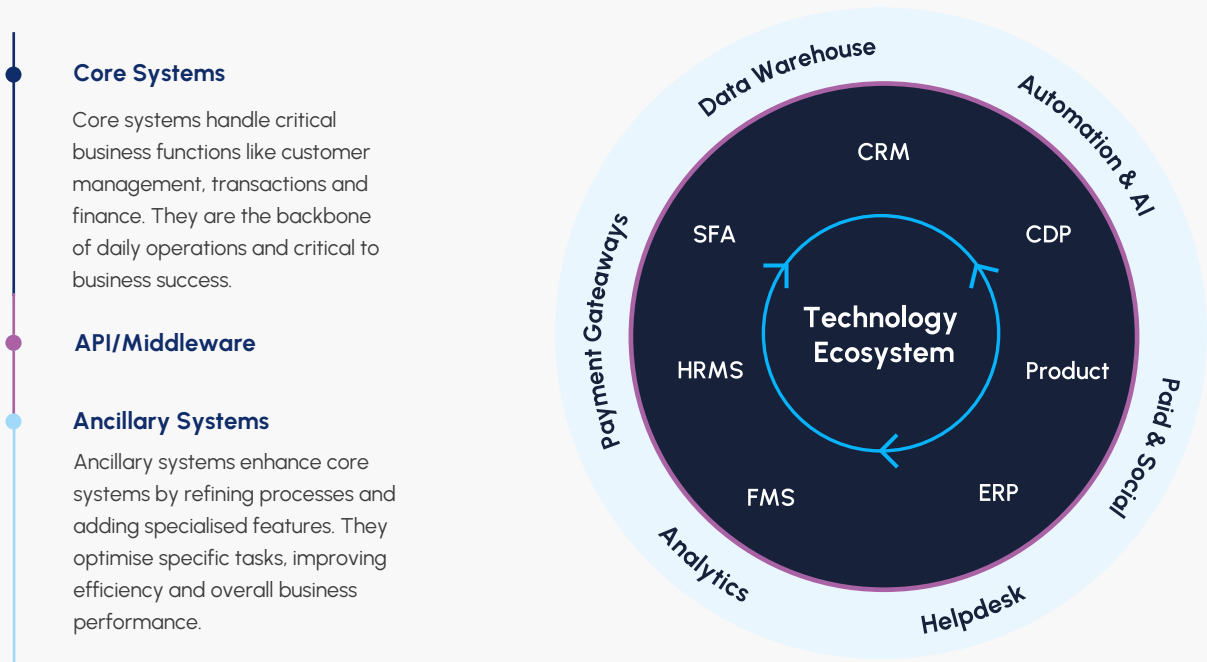 Core Systems
Core systems handle critical
business functions like customer
management, transactions and
finance. They are the backbone
of daily operations and critical to
business success.
API/Middleware
Ancillary Systems
Ancillary systems enhance core
systems by refining processes and
adding specialised features. They
optimise specific tasks, improving
efficiency and overall business
performance.
Data Warehouse
Automation & AI
Paid & Social
Helpdesk
Analytics
Payment Gateaways
CRM
CDP
Product
ERP
FMS
HRMS
SFA
Technology
Ecosystem